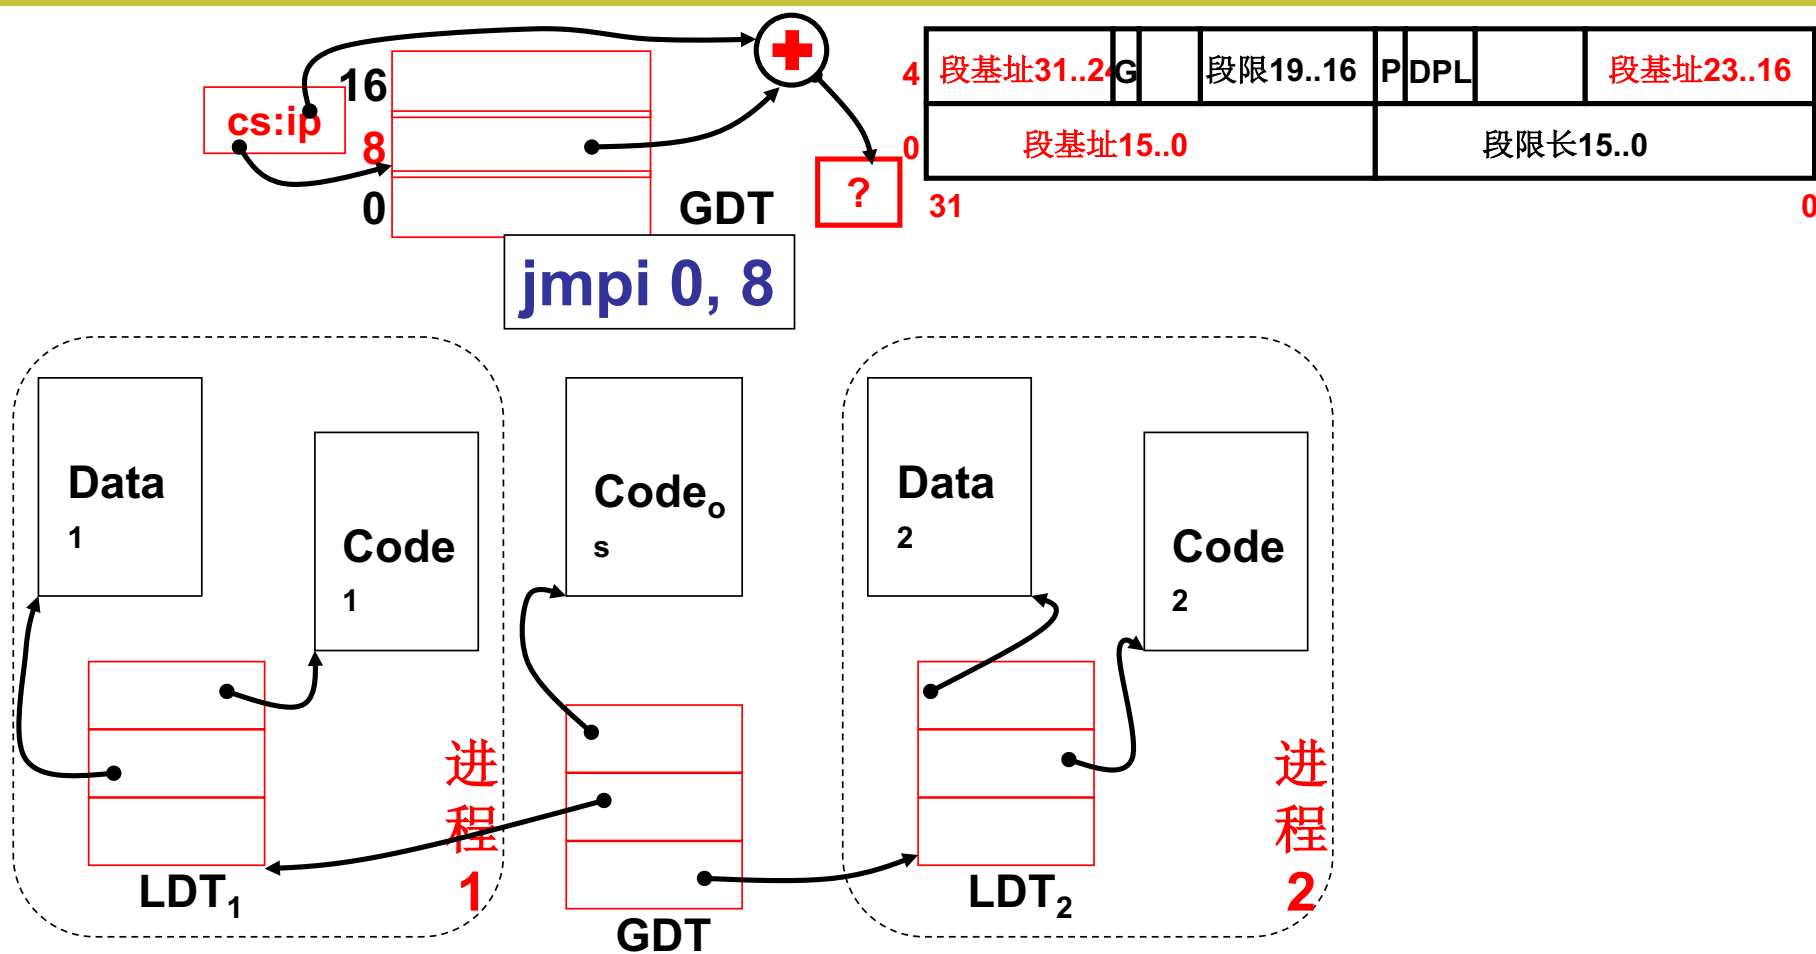 16
cs:ip
8
0
GDT
?
jmpi 0, 8
4
段基址31..24
G
段限19..16
P
DPL
段基址23..16
0
段基址15..0
段限长15..0
31
0
Data
1
Code
1
LDT1
进
程
1
Codeo
s
GDT
Data
2
Code
2
LDT2
进
程
2